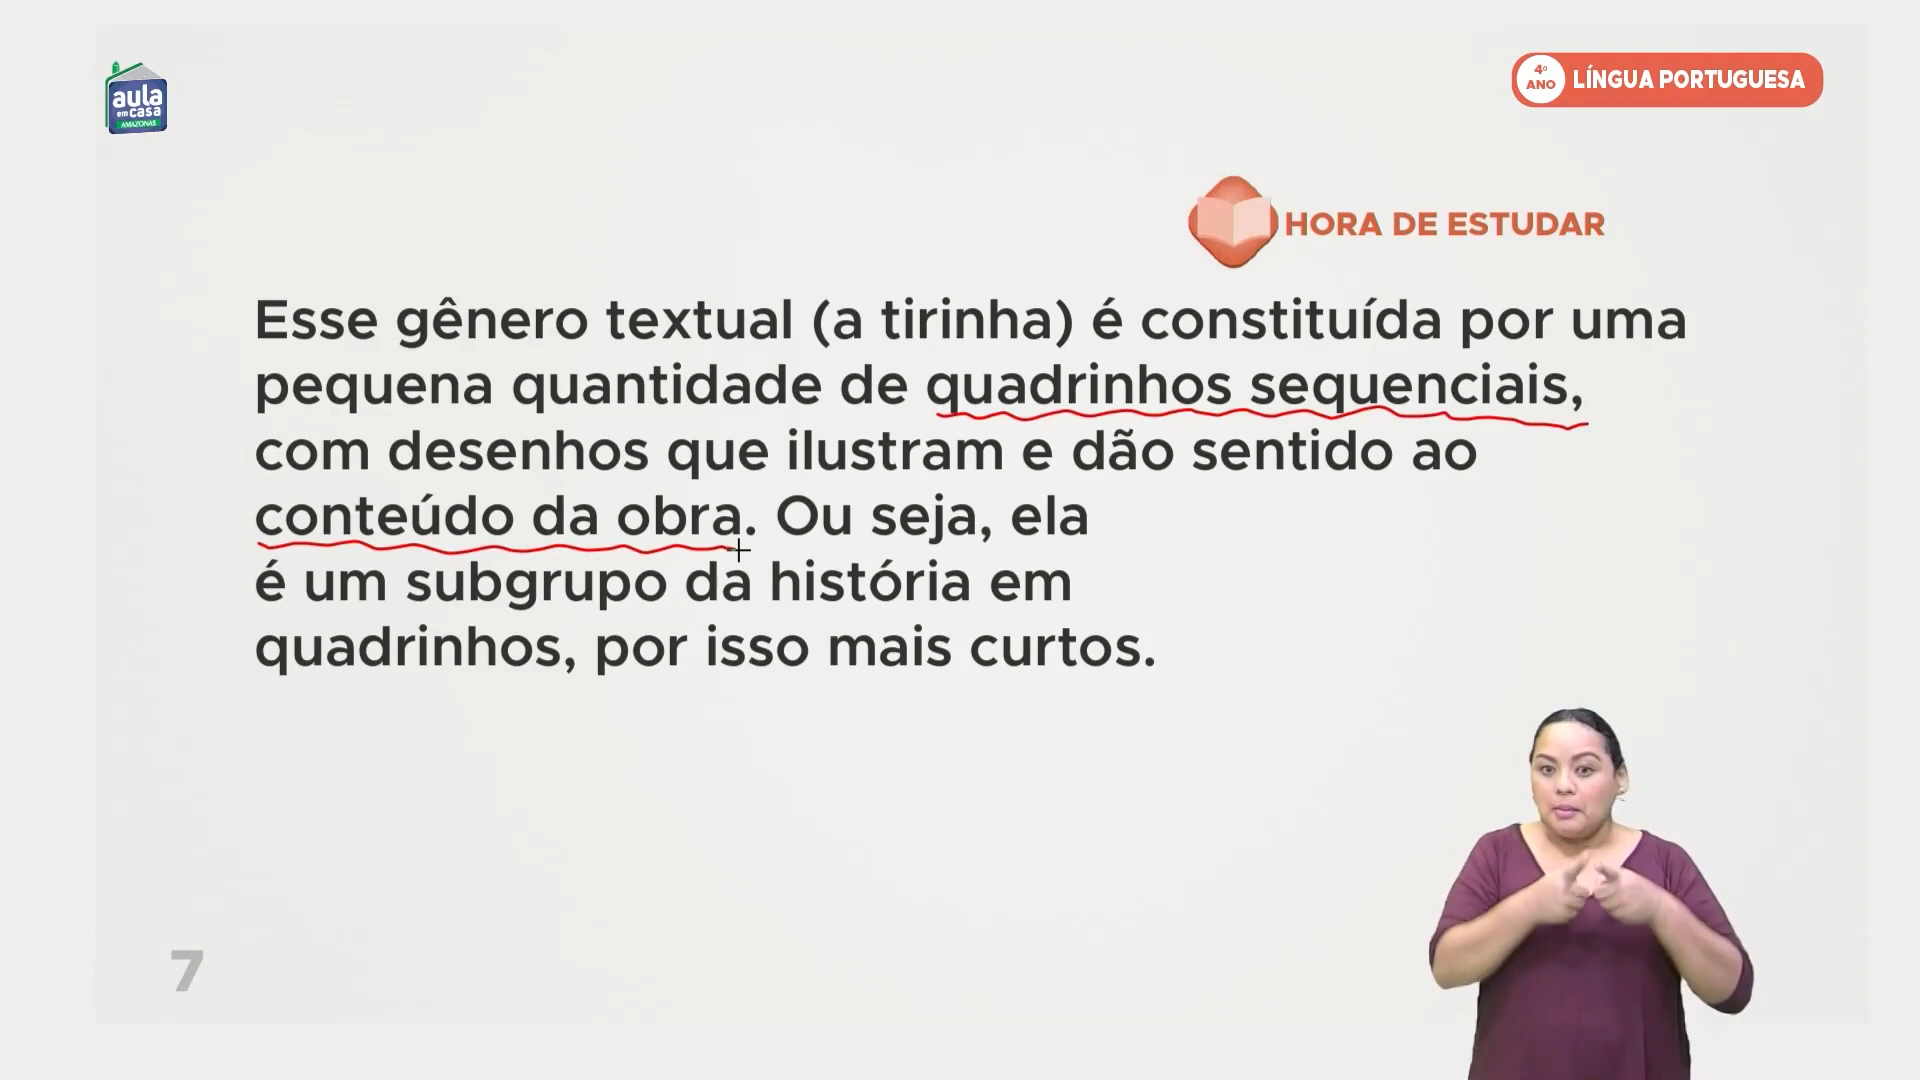 aula
em casa
AMAZONAS
4º
ANO
LÍNGUA PORTUGUESA
HORA DE ESTUDAR
Esse gênero textual (a tirinha) é constituída por uma
pequena quantidade de quadrinhos sequenciais,
com desenhos que ilustram e dão sentido ao
conteúdo da obra. Ou seja, ela
é um subgrupo da história em
quadrinhos, por isso mais curtos.
7